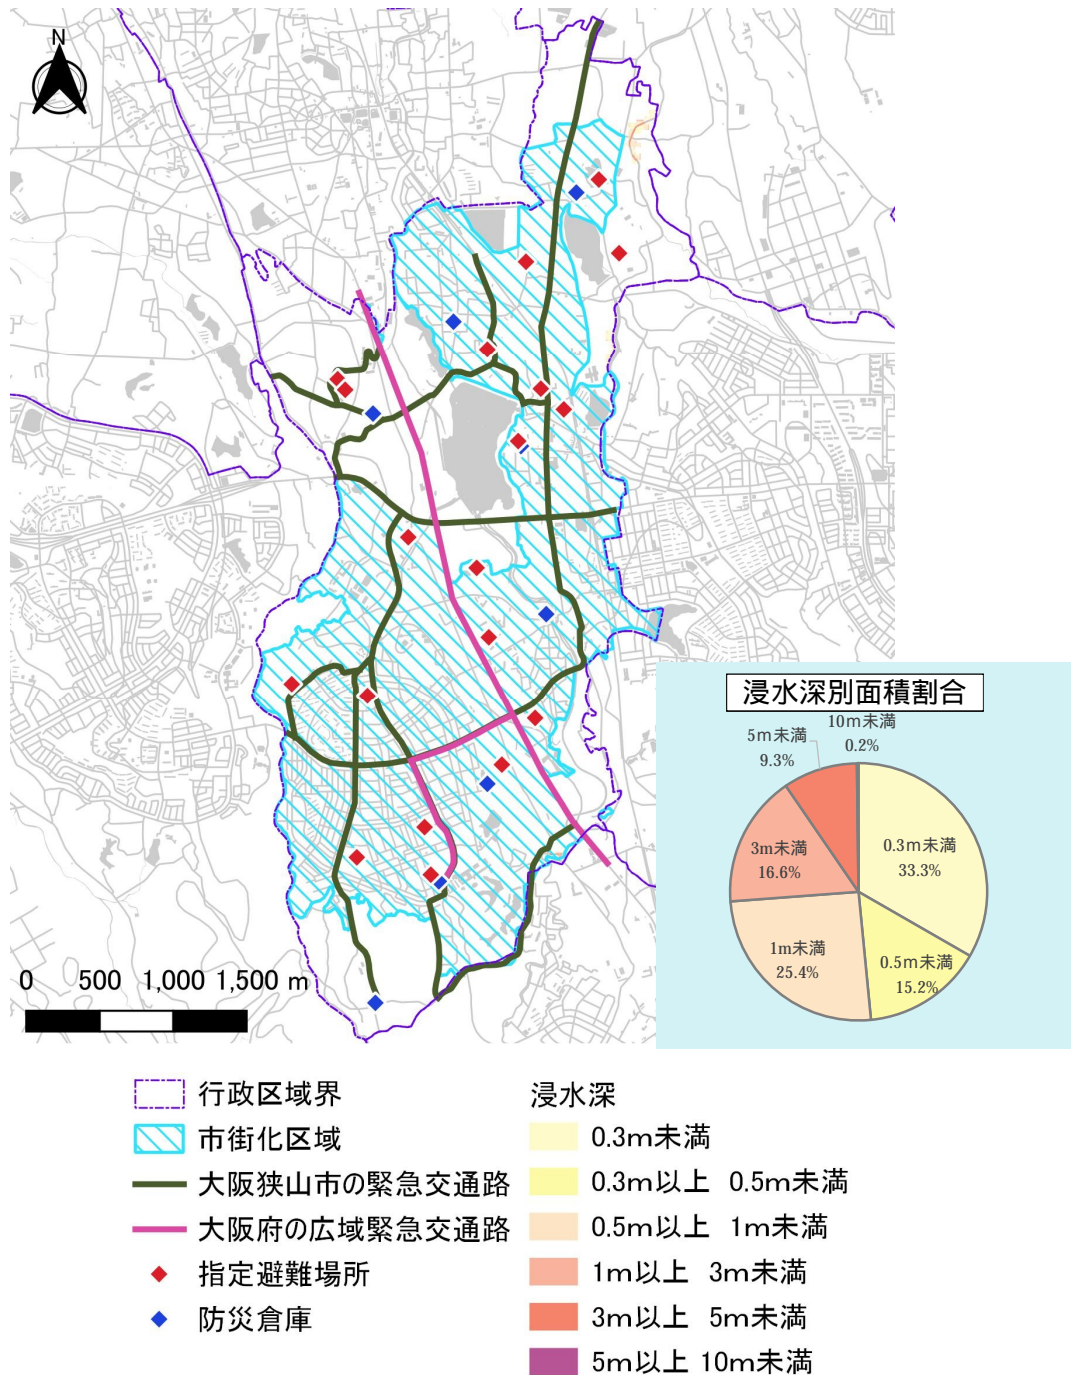 N
浸水深別面積割合
10m未満
0.2%
5m未満
9.3%
3m未満
16.6%
0.3m未満
33.3%
1m未満
25.4%
0.5m未満
15.2%
0 500 1,000 1,500 m
行政区域界
市街化区域
大阪狭山市の緊急交通路
大阪府の広域緊急交通路
指定避難場所
防災倉庫
浸水深
0.3m未満
0.3m以上 0.5m未満
0.5m以上 1m未満
1m以上 3m未満
3m以上 5m未満
5m以上 10m未満